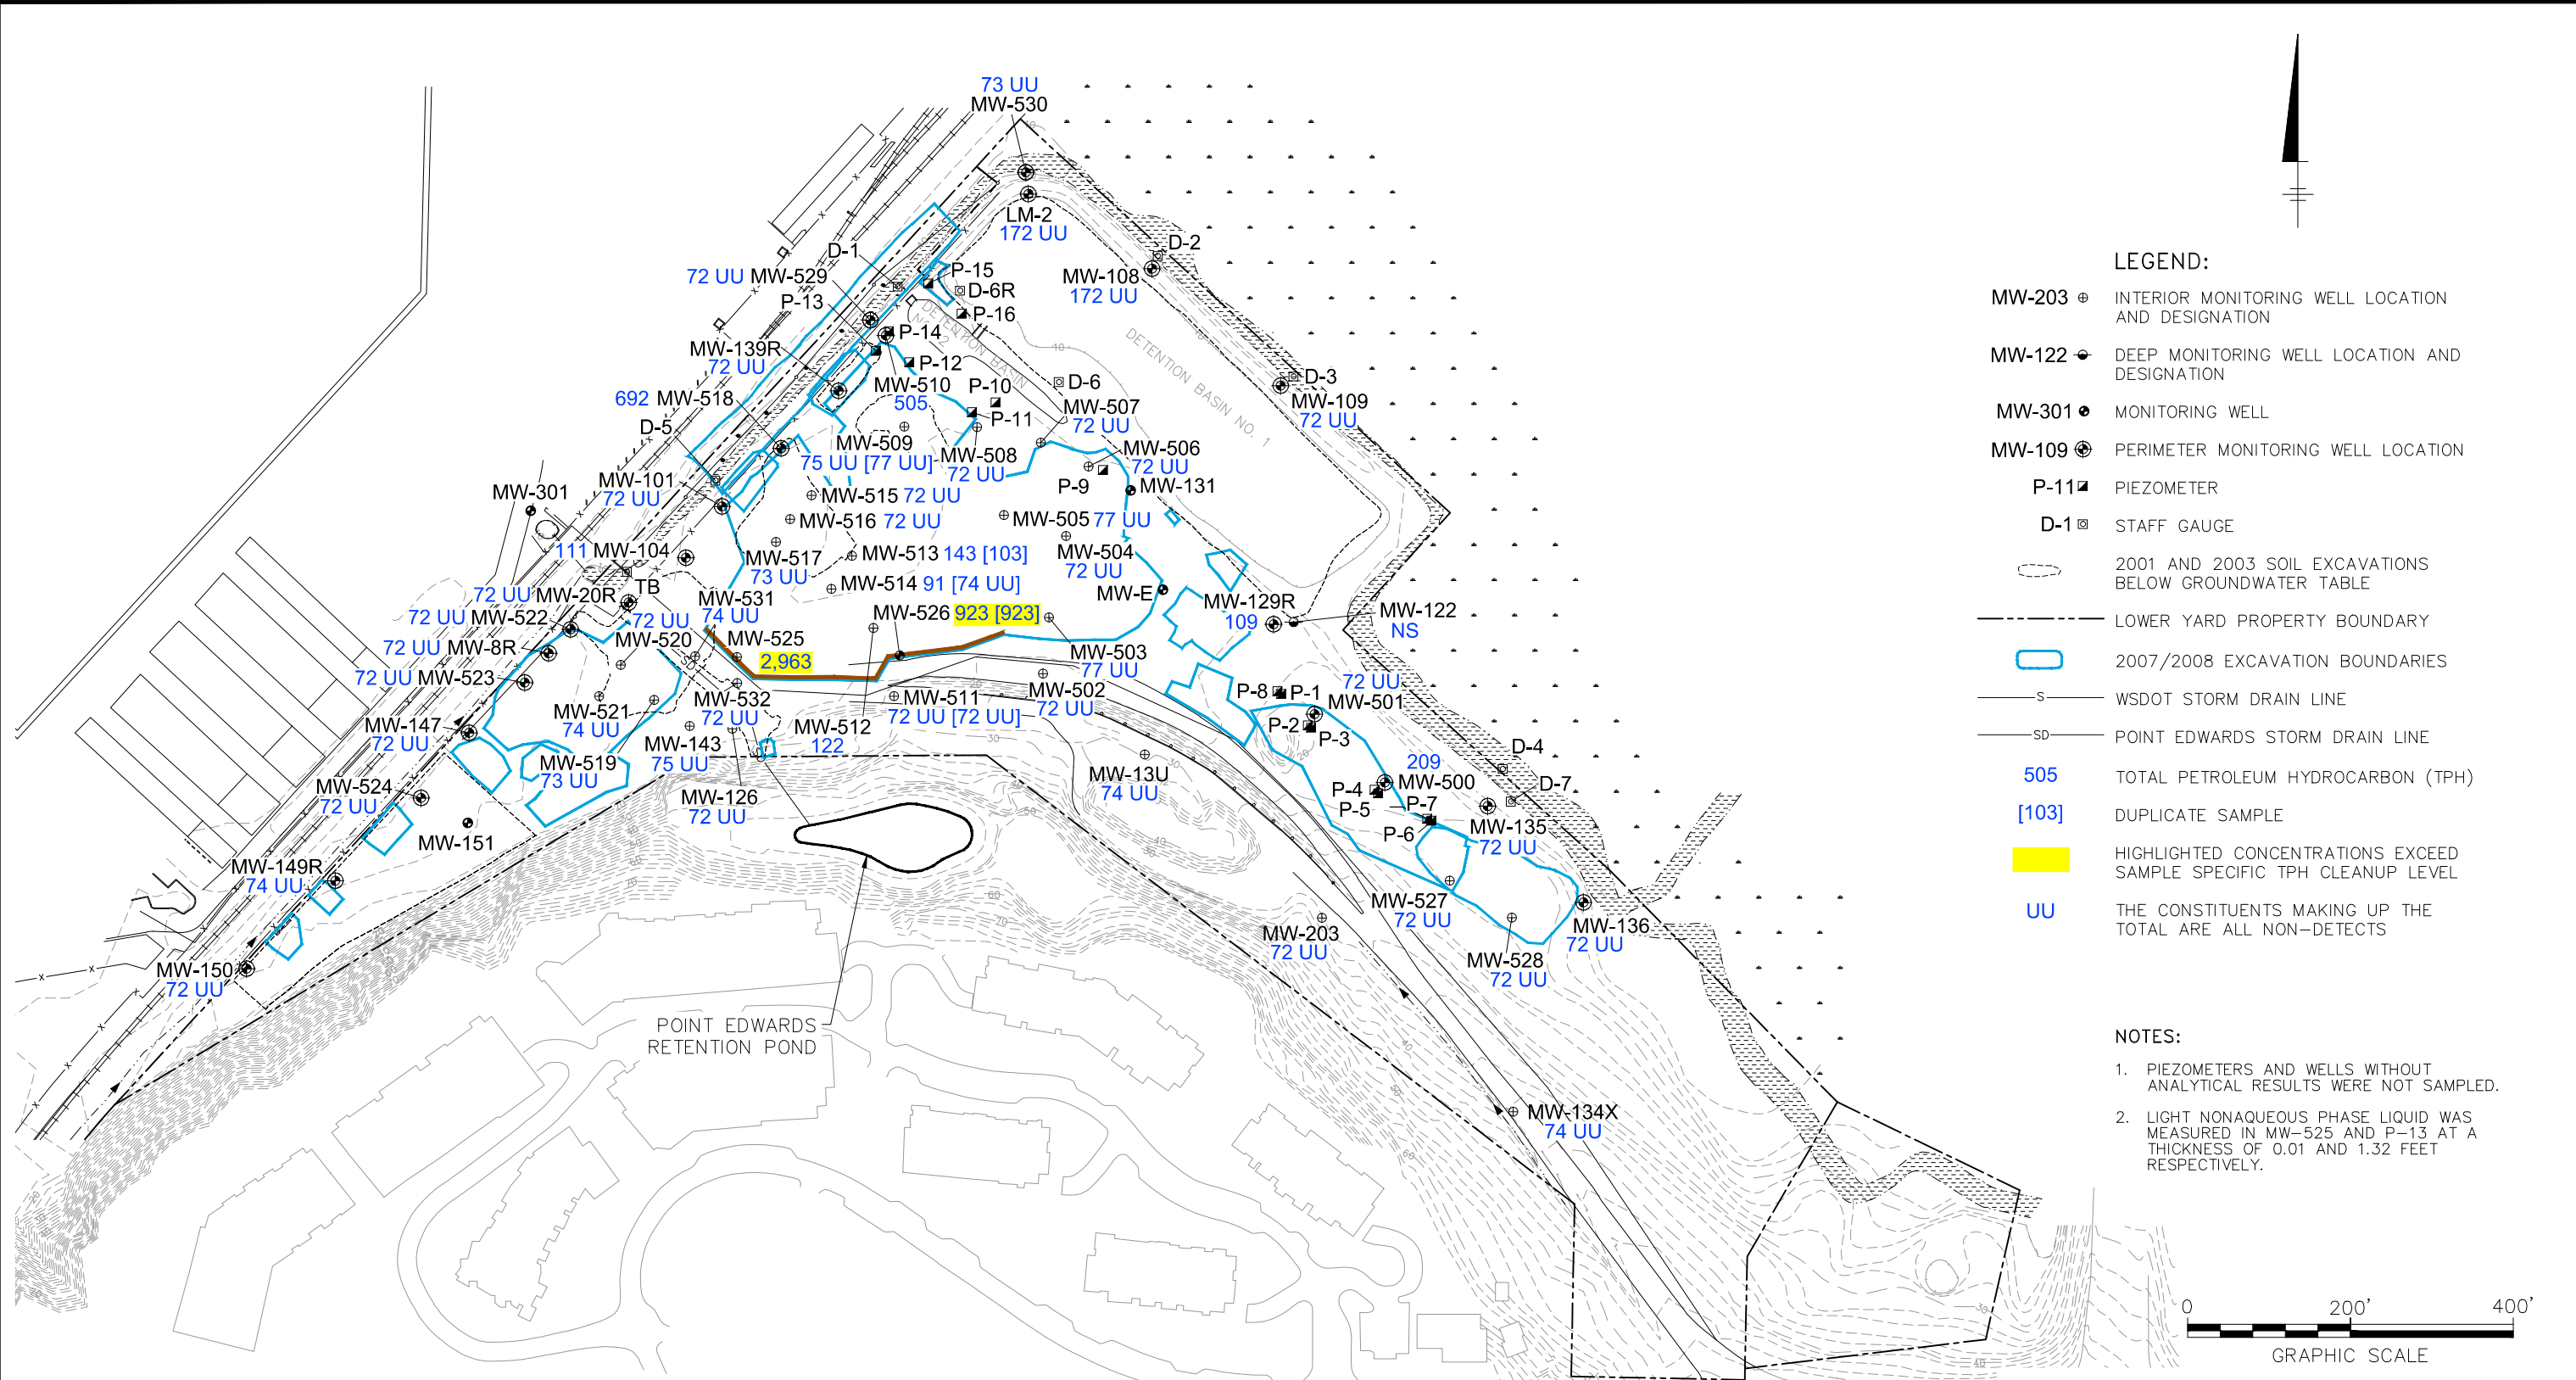 73 UU
MW-530
LM-2
172 UU
D-2
MW-108
172 UU
D-1
72 UU MW-529
P-15
D-6R
P-13
P-16
P-14
DETENTION BASIN
NO. 2
DETENTION BASIN NO. 1
MW-139R
72 UU
P-12
MW-510
505
P-10
D-6
D-3
MW-109
72 UU
692 MW-518
P-11
MW-507
72 UU
D-5
MW-509
75 UU [77 UU]
MW-508
72 UU
MW-506
72 UU
P-9
MW-131
MW-101
72 UU
MW-301
MW-515 72 UU
MW-516 72 UU
MW-505 77 UU
MW-517
73 UU
MW-513 143 [103]
MW-504
72 UU
111 MW-104
TB
MW-514 91 [74 UU]
MW-E
72 UU MW-20R
MW-531
74 UU
MW-526 923 [923]
MW-129R
109
MW-122
NS
72 UU
MW-522
72 UU
MW-520
MW-525
2,963
SD
MW-503
77 UU
72 UU MW-8R
72 UU MW-523
P-8
P-1
72 UU
MW-501
MW-502
72 UU
MW-511
72 UU [72 UU]
MW-532
72 UU
MW-521
74 UU
MW-512
122
P-2
P-3
MW-147
72 UU
MW-143
75 UU
MW-519
73 UU
MW-13U
74 UU
209
MW-500
D-4
D-7
P-4
P-5
P-7
P-6
MW-524
72 UU
MW-126
72 UU
MW-135
72 UU
MW-151
MW-149R
74 UU
MW-527
72 UU
MW-136
72 UU
MW-203
72 UU
MW-528
72 UU
MW-150
72 UU
POINT EDWARDS
RETENTION POND
MW-134X
74 UU
LEGEND:
MW-203 INTERIOR MONITORING WELL LOCATION
AND DESIGNATION
MW-122 DEEP MONITORING WELL LOCATION AND
DESIGNATION
MW-301 MONITORING WELL
MW-109 PERIMETER MONITORING WELL LOCATION
P-11 PIEZOMETER
D-1 STAFF GAUGE
2001 AND 2003 SOIL EXCAVATIONS
BELOW GROUNDWATER TABLE
LOWER YARD PROPERTY BOUNDARY
2007/2008 EXCAVATION BOUNDARIES
S WSDOT STORM DRAIN LINE
SD POINT EDWARDS STORM DRAIN LINE
505 TOTAL PETROLEUM HYDROCARBON (TPH)
[103] DUPLICATE SAMPLE
HIGHLIGHTED CONCENTRATIONS EXCEED
SAMPLE SPECIFIC TPH CLEANUP LEVEL
UU THE CONSTITUENTS MAKING UP THE
TOTAL ARE ALL NON-DETECTS
NOTES:
1. PIEZOMETERS AND WELLS WITHOUT
ANALYTICAL RESULTS WERE NOT SAMPLED.
2. LIGHT NONAQUEOUS PHASE LIQUID WAS
MEASURED IN MW-525 AND P-13 AT A
THICKNESS OF 0.01 AND 1.32 FEET
RESPECTIVELY.
0 200' 400'
GRAPHIC SCALE